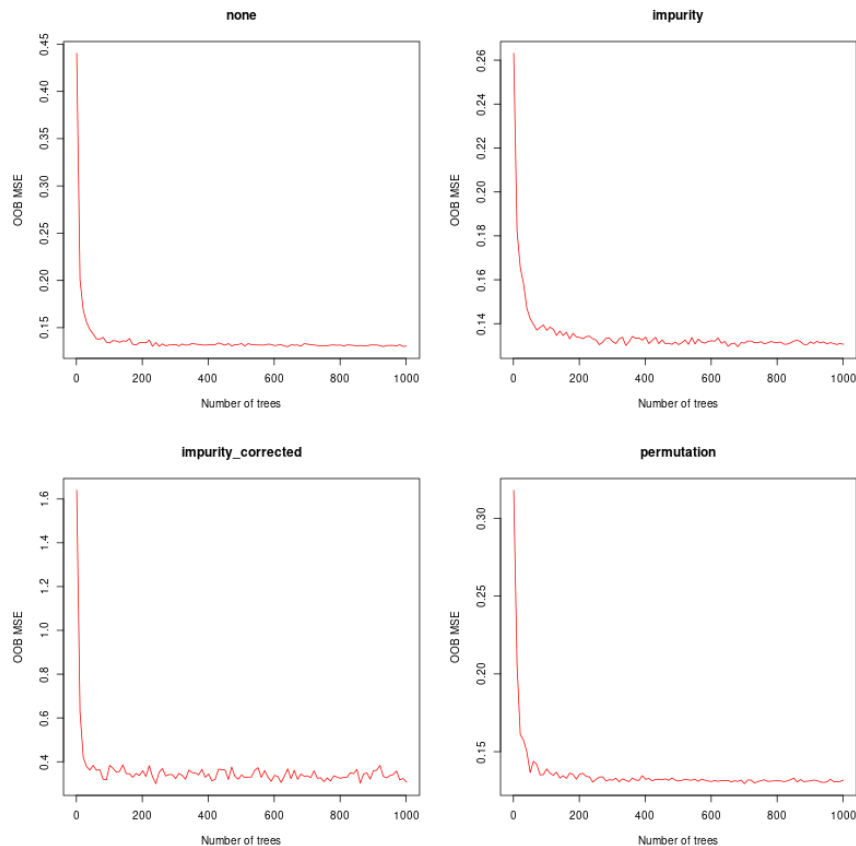 none
OOB MSE
0.15 0.20 0.25 0.30 0.35 0.40 0.45
0 200 400 600 800 1000
Number of trees
impurity
OOB MSE
0.14 0.16 0.18 0.20 0.22 0.24 0.26
0 200 400 600 800 1000
Number of trees
impurity_corrected
OOB MSE
0.4 0.6 0.8 1.0 1.2 1.4 1.6
0 200 400 600 800 1000
Number of trees
permutation
OOB MSE
0.15 0.20 0.25 0.30
0 200 400 600 800 1000
Number of trees